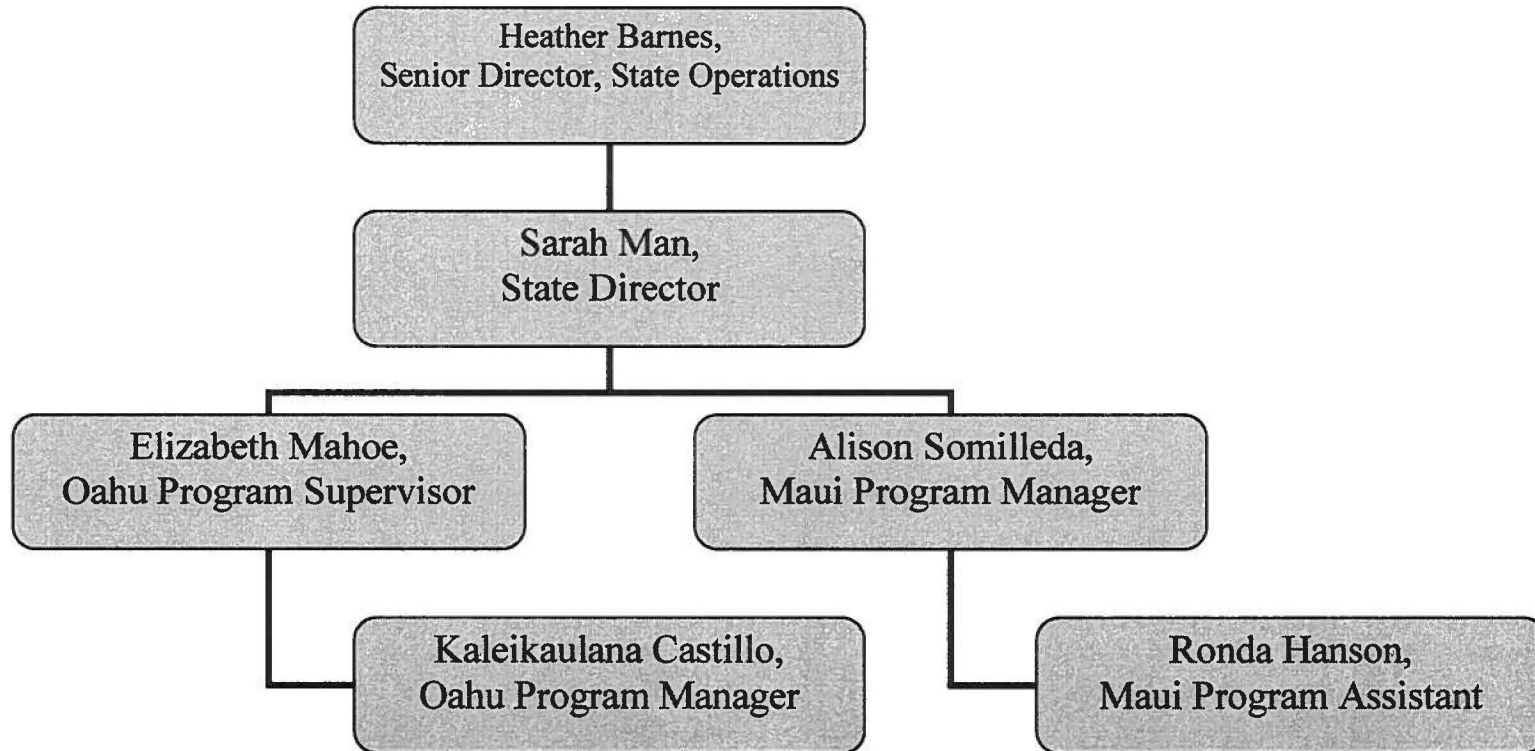 Heather Barnes,
Senior Director, State Operations
Sarah Man,
State Director
Elizabeth Mahoe,
Oahu Program Supervisor
Alison Somilleda,
Maui Program Manager
Kaleikaulana Castillo,
Oahu Program Manager
Ronda Hanson,
Maui Program Assistant